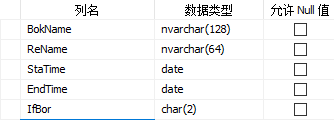 列名 数据类型 允许 Null 值
BokName nvarchar(128)
ReName nvarchar(64)
StaTime date
EndTime date
IfBor char(2)